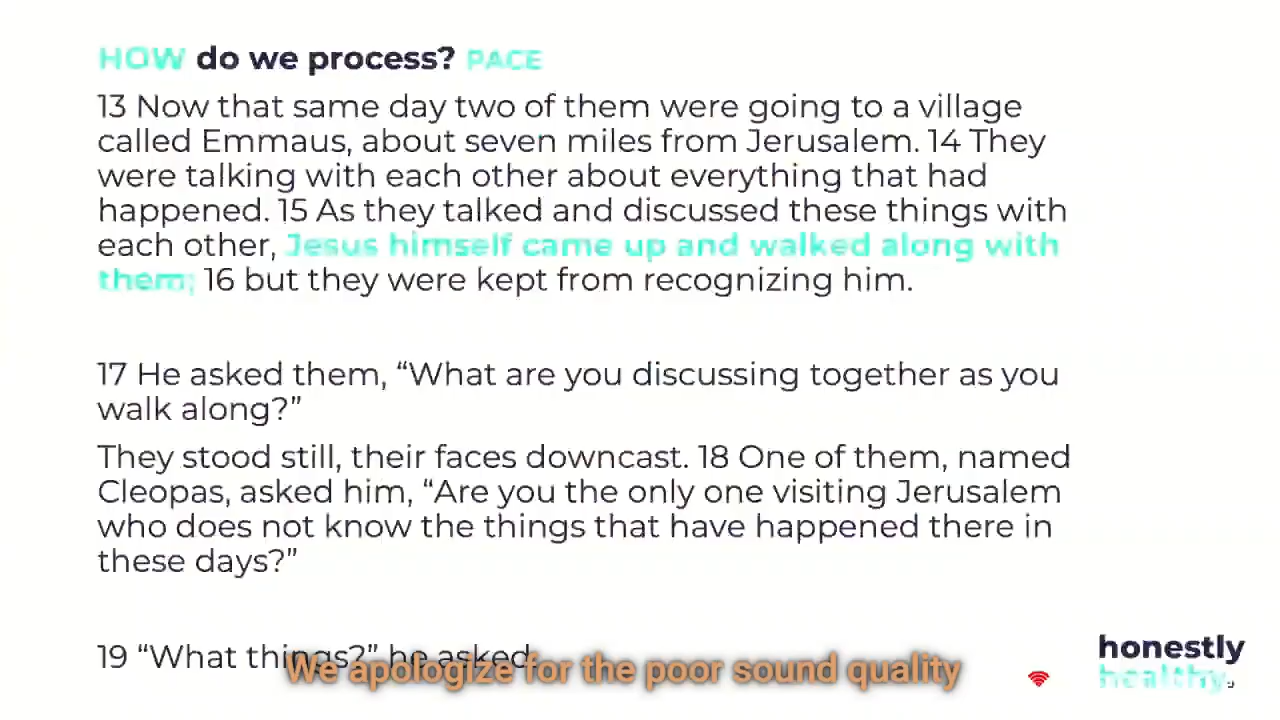 HOW do we process? PACE
13 Now that same day two of them were going to a village
called Emmaus, about seven miles from Jerusalem. 14 They
were talking with each other about everything that had
happened. 15 As they talked and discussed these things with
each other, Jesus himself came up and walked along with
them; 16 but they were kept from recognizing him.
17 He asked them, “What are you discussing together as you
walk along?”
They stood still, their faces downcast. 18 One of them, named
Cleopas, asked him, “Are you the only one visiting Jerusalem
who does not know the things that have happened there in
these days?”
19 “What things?” he asked.
We apologize for the poor sound quality
honestly
healthy.